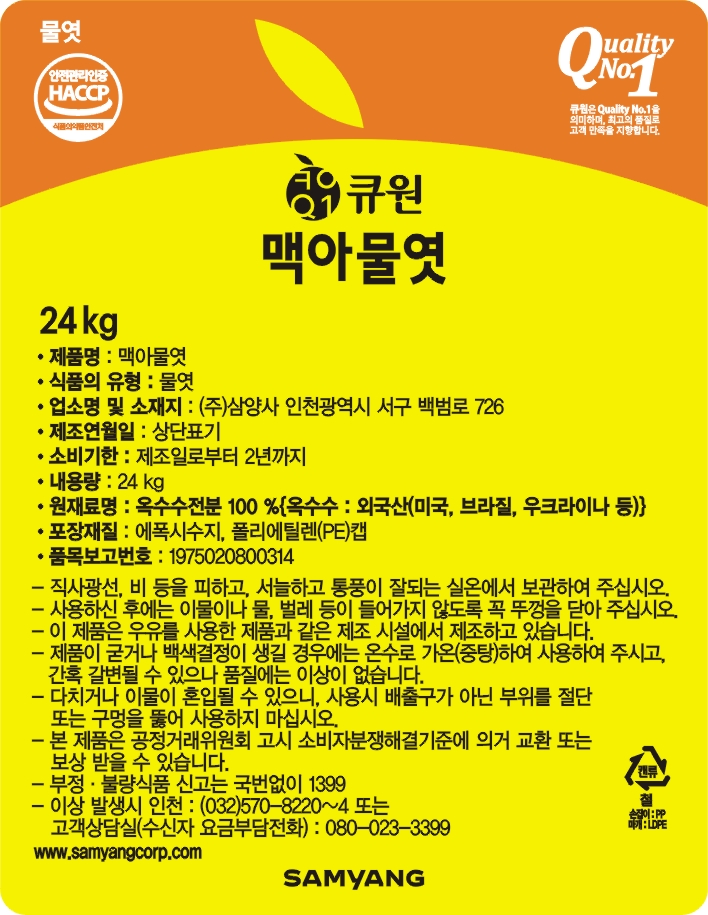 물엿
안전관리인증
HACCP
식품의약품안전처
Quality
No.1
큐원은 Quality No.1을
의미하며, 최고의 품질로
고객 만족을 지향합니다.
큐원
Q1
큐원
맥아물엿
24 kg
• 제품명 : 맥아물엿
• 식품의 유형 : 물엿
• 업소명 및 소재지 : (주)삼양사 인천광역시 서구 백범로 726
• 제조연월일 : 상단표기
• 소비기한 : 제조일로부터 2년까지
• 내용량 : 24 kg
• 원재료명 : 옥수수전분 100 %{옥수수 : 외국산(미국, 브라질, 우크라이나 등)}
• 포장재질 : 에폭시수지, 폴리에틸렌(PE)캡
• 품목보고번호 : 1975020800314
– 직사광선, 비 등을 피하고, 서늘하고 통풍이 잘되는 실온에서 보관하여 주십시오.
– 사용하신 후에는 이물이나 물, 벌레 등이 들어가지 않도록 꼭 뚜껑을 닫아 주십시오.
– 이 제품은 우유를 사용한 제품과 같은 제조 시설에서 제조하고 있습니다.
– 제품이 굳거나 백색결정이 생길 경우에는 온수로 가온(중탕)하여 사용하여 주시고,
간혹 갈변될 수 있으나 품질에는 이상이 없습니다.
– 다치거나 이물이 혼입될 수 있으니, 사용시 배출구가 아닌 부위를 절단
또는 구멍을 뚫어 사용하지 마십시오.
– 본 제품은 공정거래위원회 고시 소비자분쟁해결기준에 의거 교환 또는
보상 받을 수 있습니다.
– 부정 · 불량식품 신고는 국번없이 1399
– 이상 발생시 인천 : (032)570-8220~4 또는
고객상담실(수신자 요금부담전화) : 080-023-3399
www.samyangcorp.com
캔류
철
손잡이 : PP
마개 : LDPE
SAMYANG